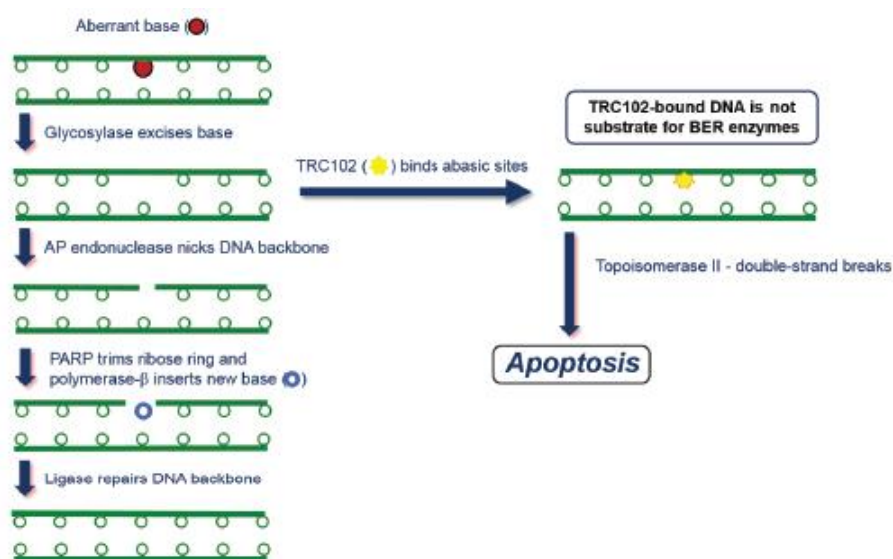 Aberrant base ( )
Glycosylase excises base
TRC102 ( ) binds abasic sites
TRC102-bound DNA is not
substrate for BER enzymes
AP endonuclease nicks DNA backbone
Topoisomerase II - double-strand breaks
Apoptosis
PARP trims ribose ring and
polymerase-β inserts new base ( )
Ligase repairs DNA backbone